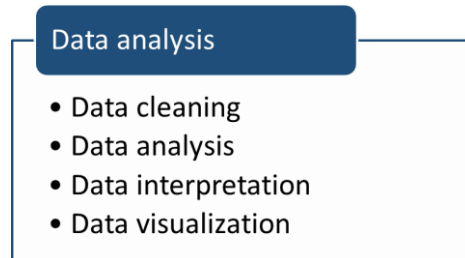 Data analysis
• Data cleaning
• Data analysis
• Data interpretation
• Data visualization